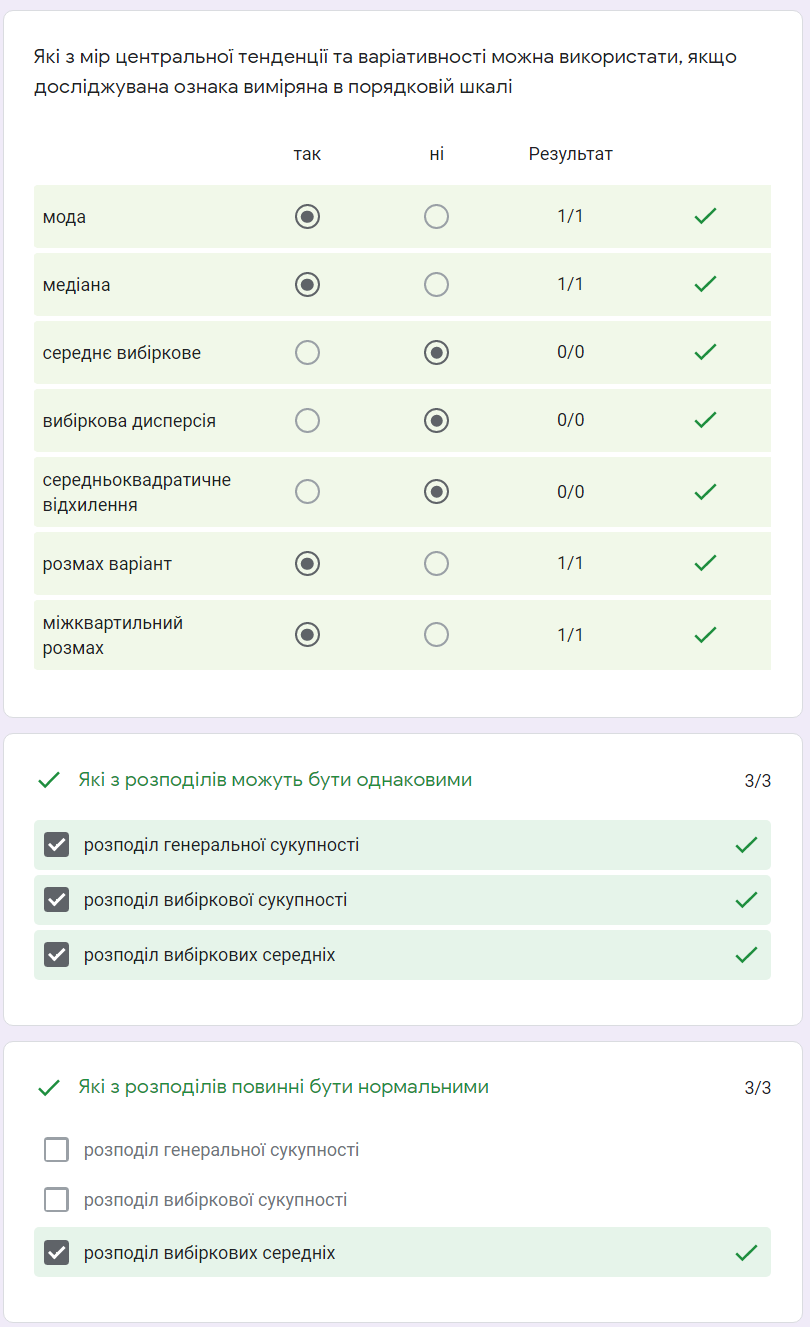 Які з мір центральної тенденції та варіативності можна використати, якщо
досліджувана ознака виміряна в порядковій шкалі
так ні Результат
мода 1/1
медіана 1/1
середнє вибіркове 0/0
вибіркова дисперсія 0/0
середньоквадратичне
відхилення 0/0
розмах варіант 1/1
міжквартильний
розмах 1/1
Які з розподілів можуть бути однаковими 3/3
розподіл генеральної сукупності
розподіл вибіркової сукупності
розподіл вибіркових середніх
Які з розподілів повинні бути нормальними 3/3
розподіл генеральної сукупності
розподіл вибіркової сукупності
розподіл вибіркових середніх